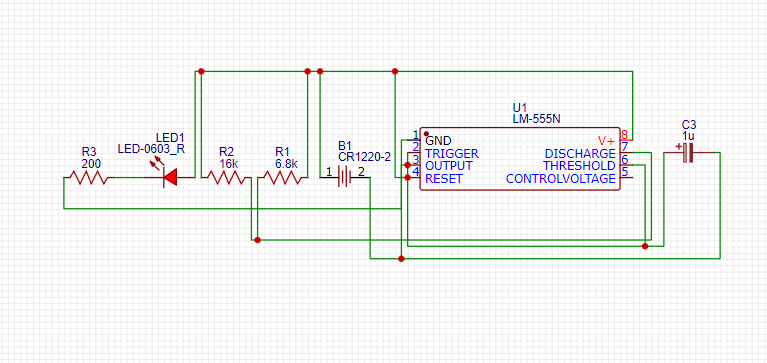 U1
LM-555N
C3
1u
LED1
LED-0603_R
R3
200
R2
16k
R1
6.8k
B1
CR1220-2
1
2
1
GND
8
V+
2
TRIGGER
7
DISCHARGE
3
OUTPUT
6
THRESHOLD
4
RESET
5
CONTROLVOLTAGE
+